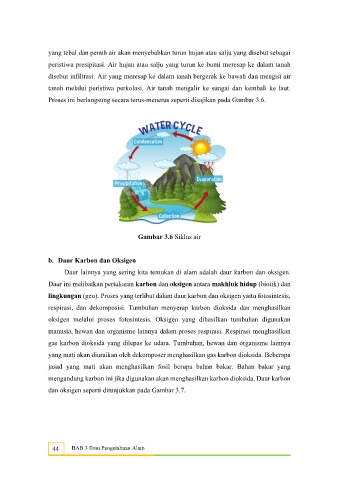 yang tebal dan penuh air akan menyebabkan turun hujan atau salju yang disebut sebagai
peristiwa presipitasi. Air hujan atau salju yang turun ke bumi meresap ke dalam tanah
disebut infiltrasi. Air yang meresap ke dalam tanah bergerak ke bawah dan mengisi air
tanah melalui peristiwa perkolasi. Air tanah mengalir ke sungai dan kembali ke laut.
Proses ini berlangsung secara terus-menerus seperti disajikan pada Gambar 3.6.
WATER CYCLE
Condensation
Evaporation
Precipitation
Collection
Gambar 3.6 Siklus air
b. Daur Karbon dan Oksigen
Daur lainnya yang sering kita temukan di alam adalah daur karbon dan oksigen.
Daur ini melibatkan pertukaran karbon dan oksigen antara makhluk hidup (biotik) dan
lingkungan (geo). Proses yang terlibat dalam daur karbon dan oksigen yaitu fotosintesis,
respirasi, dan dekomposisi. Tumbuhan menyerap karbon dioksida dan menghasilkan
oksigen melalui proses fotosintesis. Oksigen yang dihasilkan tumbuhan digunakan
manusia, hewan dan organisme lainnya dalam proses respirasi. Respirasi menghasilkan
gas karbon dioksida yang dilepas ke udara. Tumbuhan, hewan dan organisme lainnya
yang mati akan diuraikan oleh dekomposer menghasilkan gas karbon dioksida. Beberapa
jasad yang mati akan menghasilkan fosil berupa bahan bakar. Bahan bakar yang
mengandung karbon ini jika digunakan akan menghasilkan karbon dioksida. Daur karbon
dan oksigen seperti ditunjukkan pada Gambar 3.7.
44 BAB 3 Ilmu Pengetahuan Alam